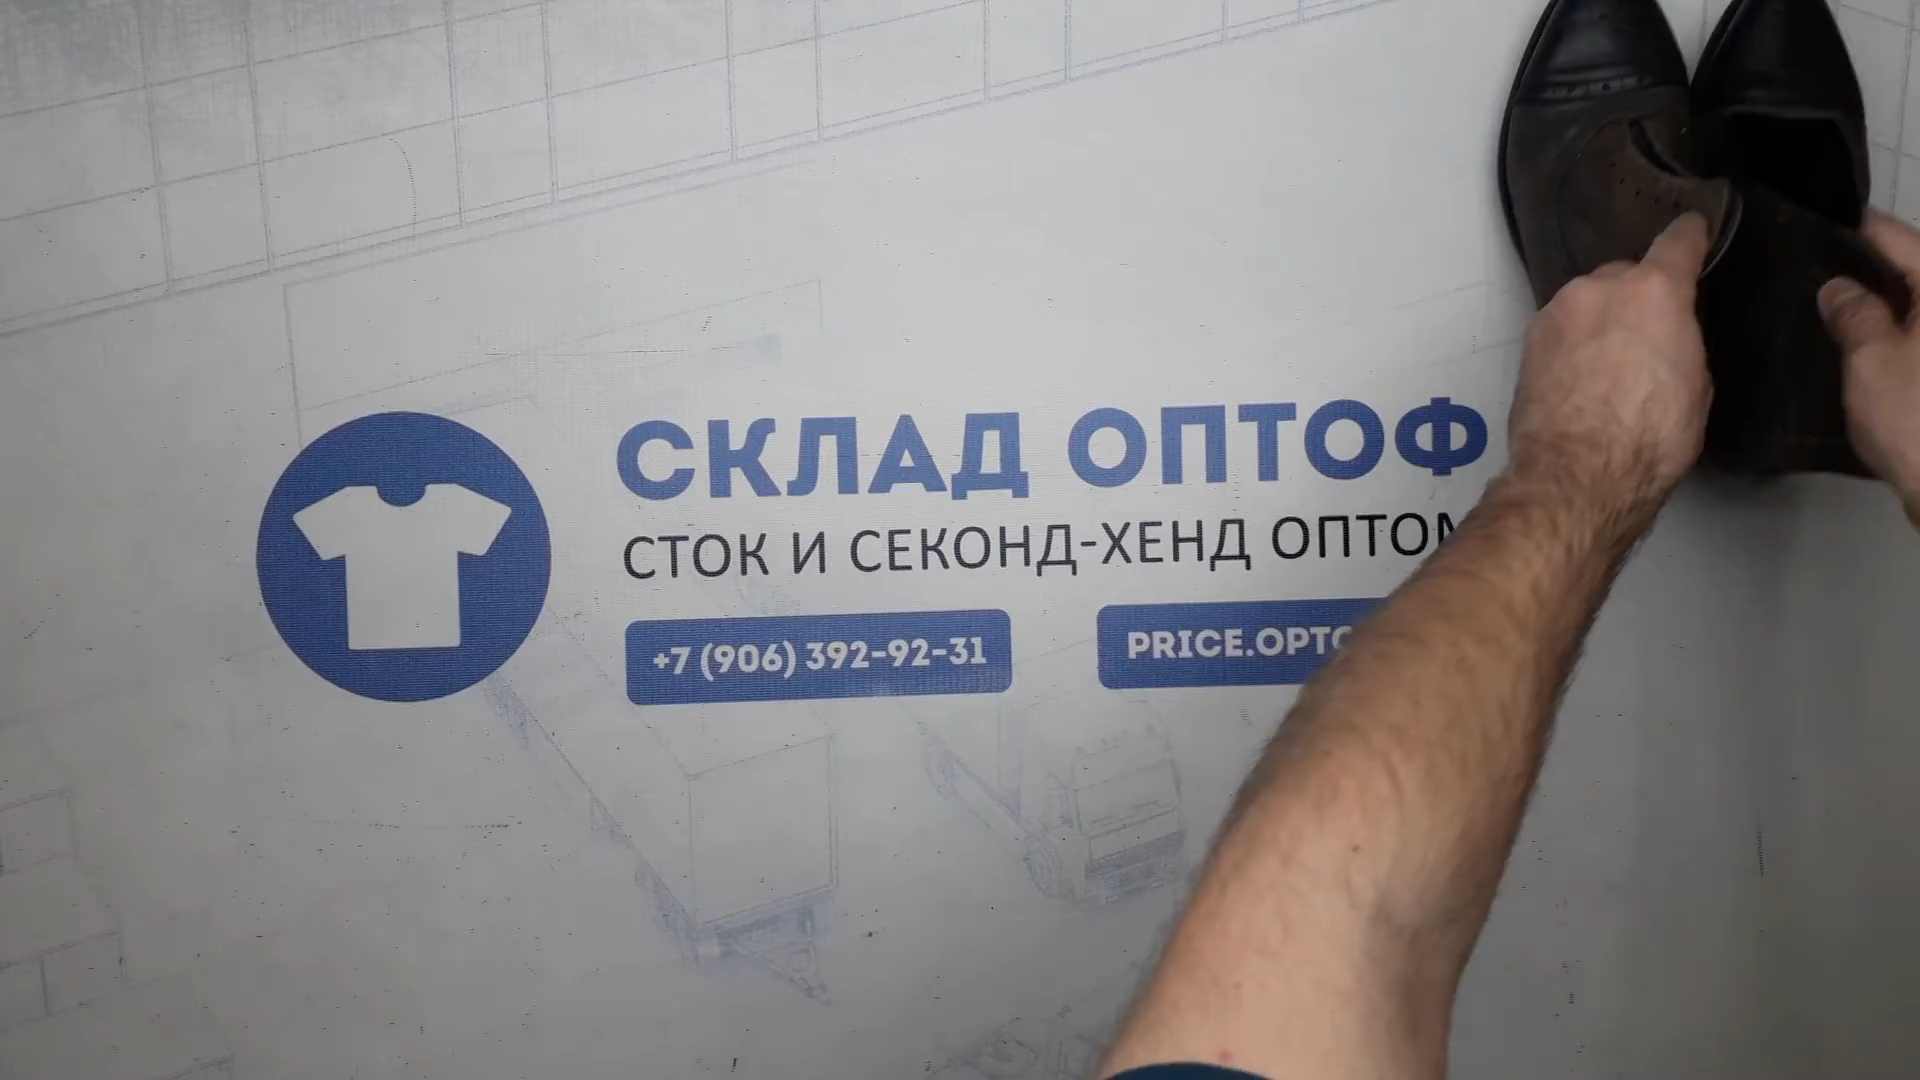 СКЛАД ОПТОФ
СТОК И СЕКОНД-ХЕНД ОПТОМ
+7 (906) 392-92-31
PRICE.OPTO